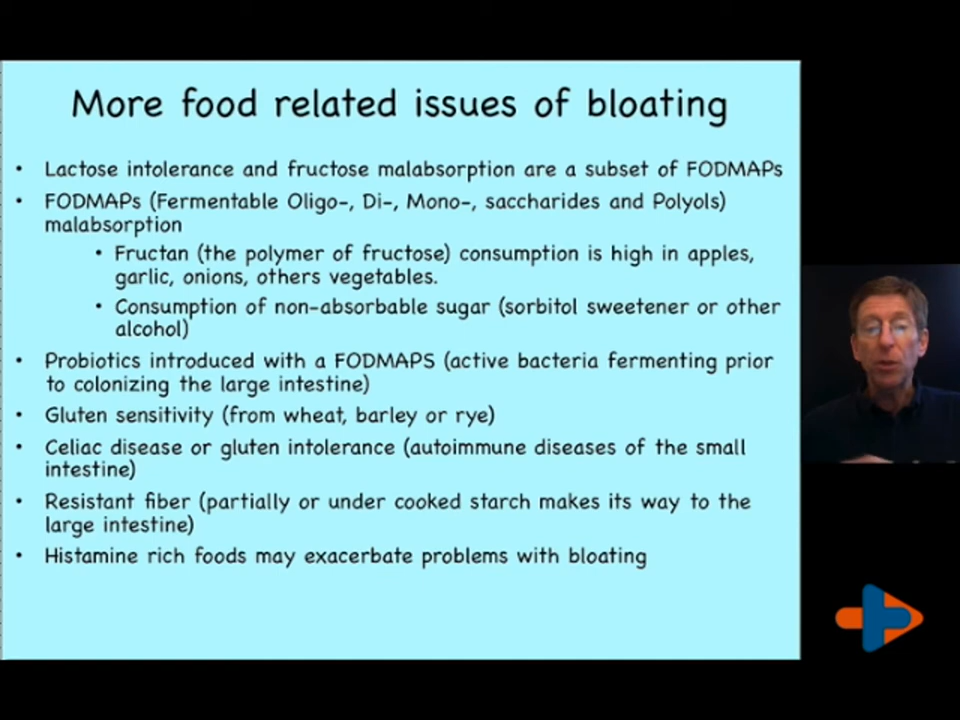 More food related issues of bloating
• Lactose intolerance and fructose malabsorption are a subset of FODMAPs
• FODMAPs (Fermentable Oligo-, Di-, Mono-, saccharides and Polyols)
malabsorption
• Fructan (the polymer of fructose) consumption is high in apples,
garlic, onions, others vegetables.
• Consumption of non-absorbable sugar (sorbitol sweetener or other
alcohol)
• Probiotics introduced with a FODMAPS (active bacteria fermenting prior
to colonizing the large intestine)
• Gluten sensitivity (from wheat, barley or rye)
• Celiac disease or gluten intolerance (autoimmune diseases of the small
intestine)
• Resistant fiber (partially or under cooked starch makes its way to the
large intestine)
• Histamine rich foods may exacerbate problems with bloating